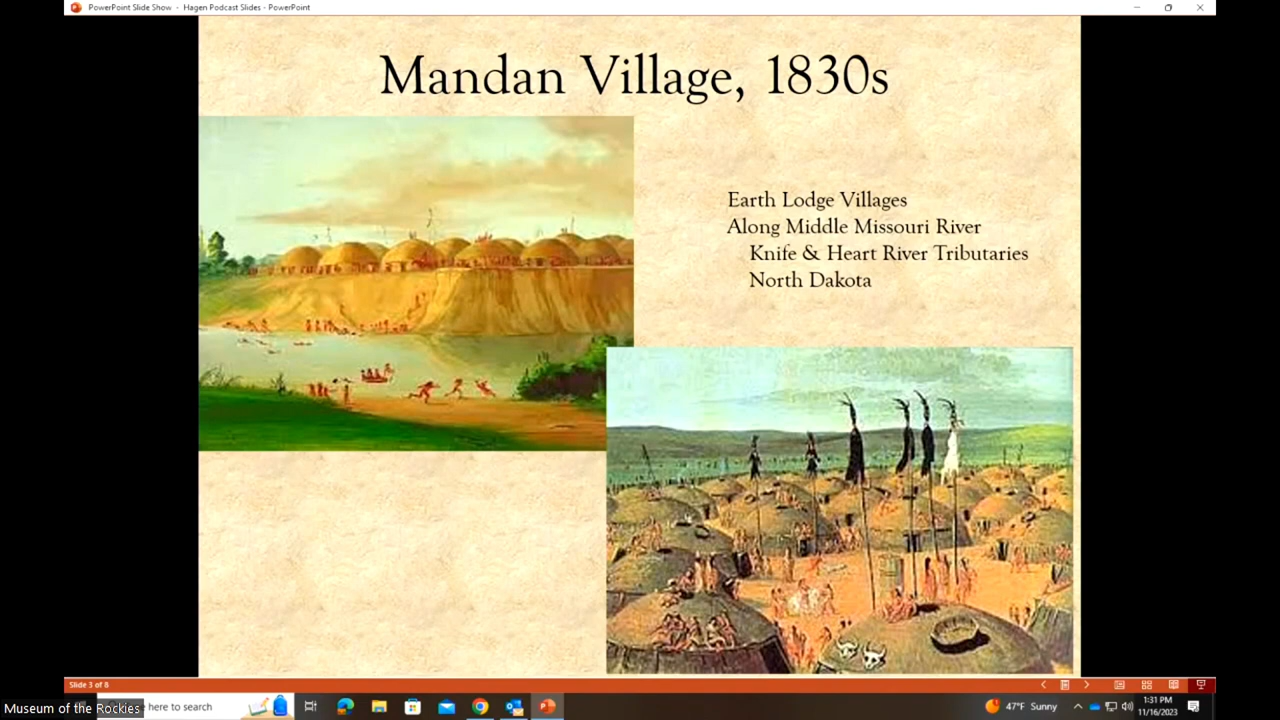 PowerPoint Slide Show - Hagen Podcast Slides - PowerPoint
Mandan Village, 1830s
Earth Lodge Villages
Along Middle Missouri River
Knife & Heart River Tributaries
North Dakota
Slide 3 of 8
Museum of the Rockies
here to search
47°F Sunny
1:31 PM
11/16/2023